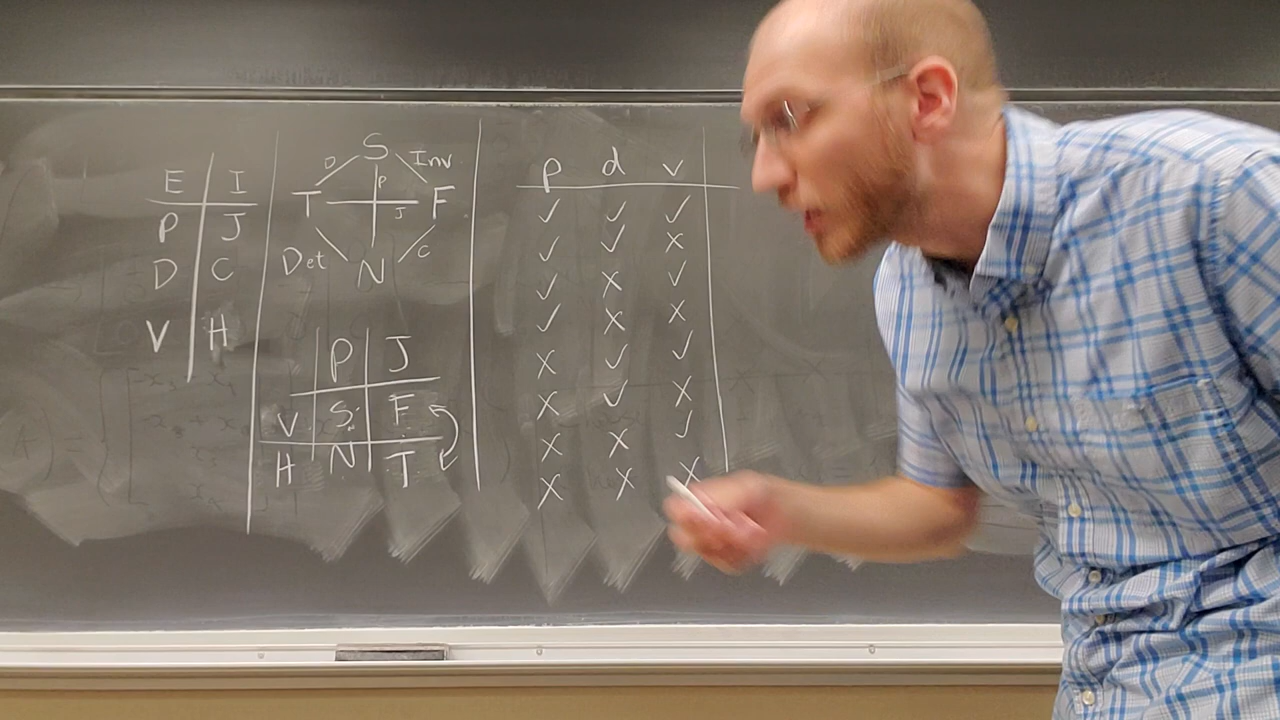 E I
P J
D C
V H
S
D Inv
P
T J F
Det N C
P J
V S F
H N T
p d v
✓ ✓ ✓
✓ ✓ X
✓ X ✓
✓ X X
X ✓ ✓
X ✓ X
X X ✓
X X X